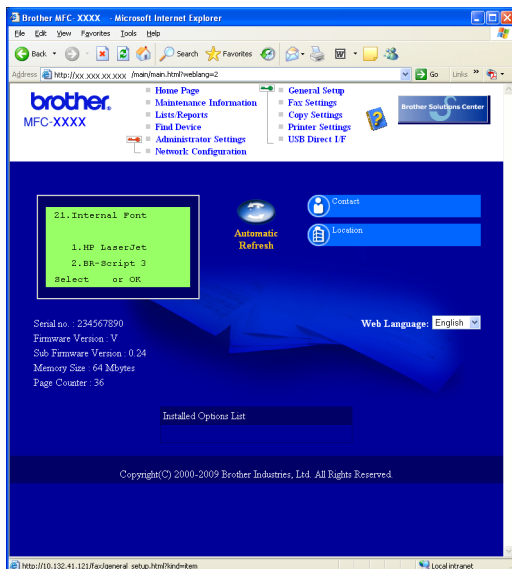 Brother MFC- XXXX - Microsoft Internet Explorer
File Edit View Favorites Tools Help
Back Search Favorites
Address http://xx.xxx.xx.xxx /main/main.html?weblang=2 Go Links »
brother.
MFC-XXXX
Home Page
Maintenance Information
Lists/Reports
Find Device
Administrator Settings
Network Configuration
General Setup
Fax Settings
Copy Settings
Printer Settings
USB Direct I/F
Brother Solutions Center
21.Internal Font
1.HP LaserJet
2.BR-Script 3
Select or OK
Automatic
Refresh
Contact
Location
Serial no. : 234567890
Firmware Version : V
Sub Firmware Version : 0.24
Memory Size : 64 Mbytes
Page Counter : 36
Web Language: English
Installed Options List
Copyright(C) 2000-2009 Brother Industries, Ltd. All Rights Reserved.
http://10.132.41.121/fax/general_setup.html?kind=item Local intranet